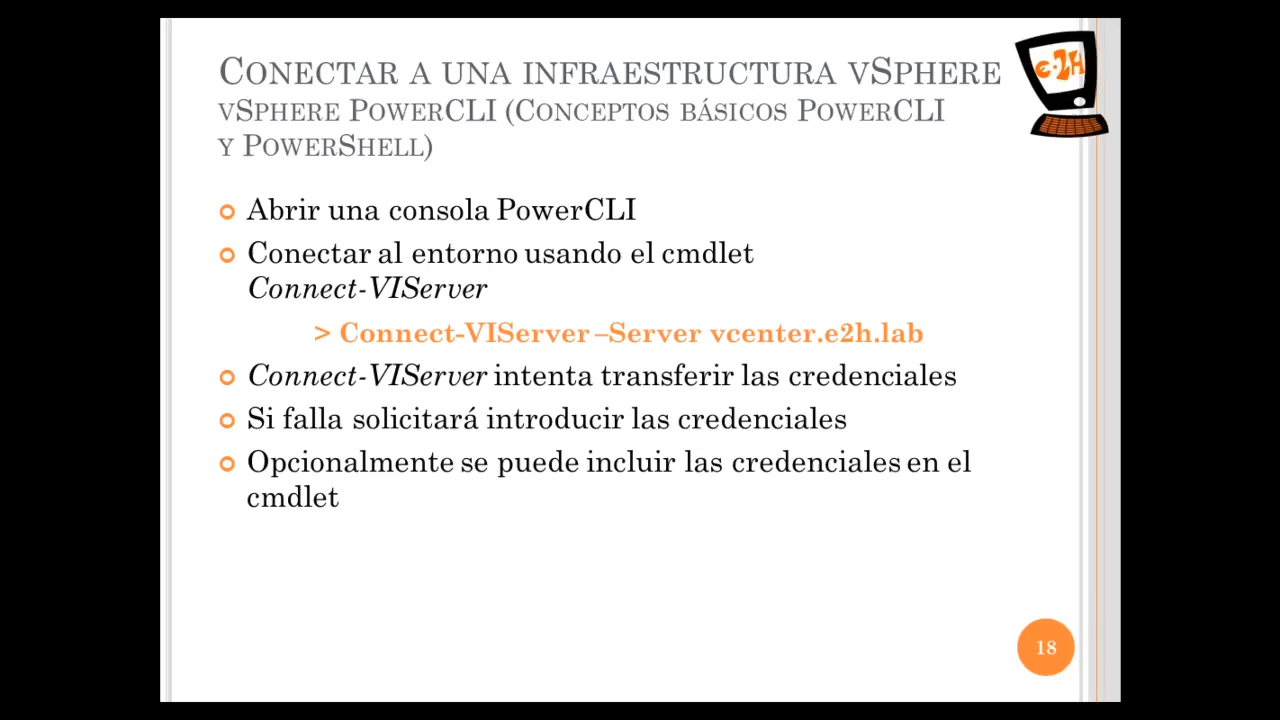 CONECTAR A UNA INFRAESTRUCTURA VSPHERE
VSPHERE POWERCLI (CONCEPTOS BÁSICOS POWERCLI
Y POWERSHELL)
e-2H
Abrir una consola PowerCLI
Conectar al entorno usando el cmdlet
Connect-VIServer
> Connect-VIServer –Server vcenter.e2h.lab
Connect-VIServer intenta transferir las credenciales
Si falla solicitará introducir las credenciales
Opcionalmente se puede incluir las credenciales en el
cmdlet
18